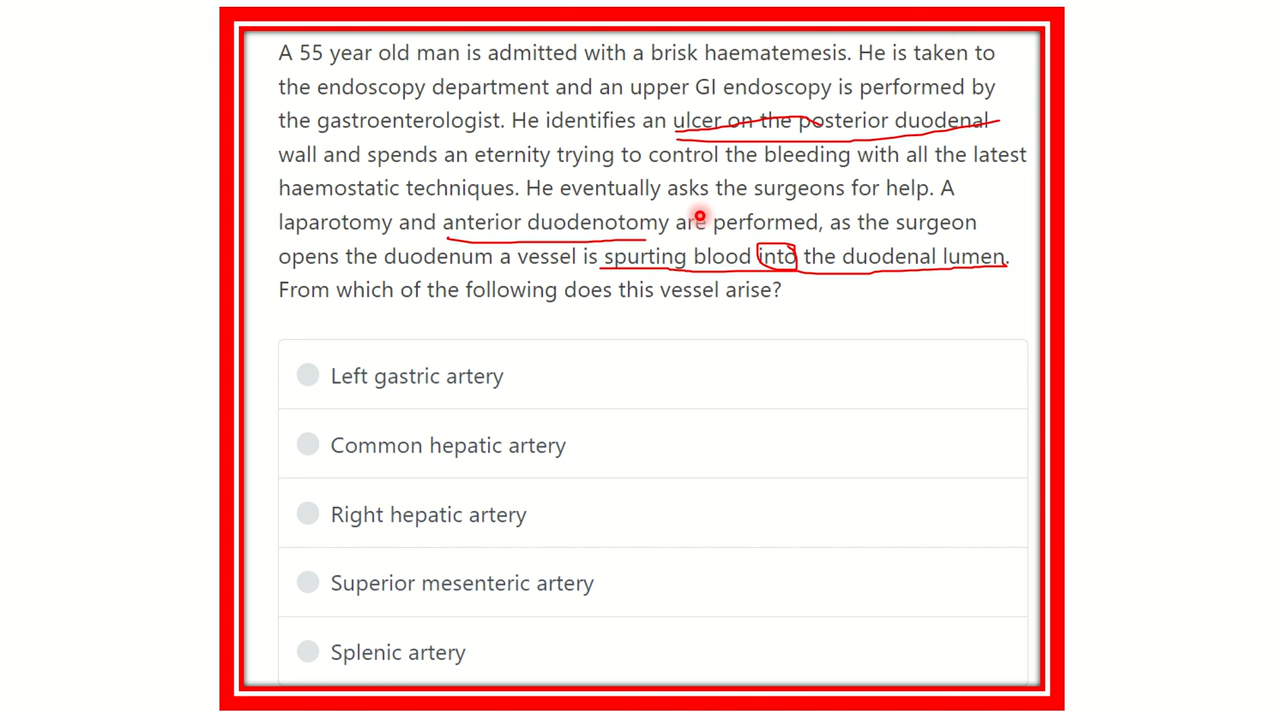 A 55 year old man is admitted with a brisk haematemesis. He is taken to
the endoscopy department and an upper GI endoscopy is performed by
the gastroenterologist. He identifies an ulcer on the posterior duodenal
wall and spends an eternity trying to control the bleeding with all the latest
haemostatic techniques. He eventually asks the surgeons for help. A
laparotomy and anterior duodenotomy are performed, as the surgeon
opens the duodenum a vessel is spurting blood into the duodenal lumen.
From which of the following does this vessel arise?
Left gastric artery
Common hepatic artery
Right hepatic artery
Superior mesenteric artery
Splenic artery